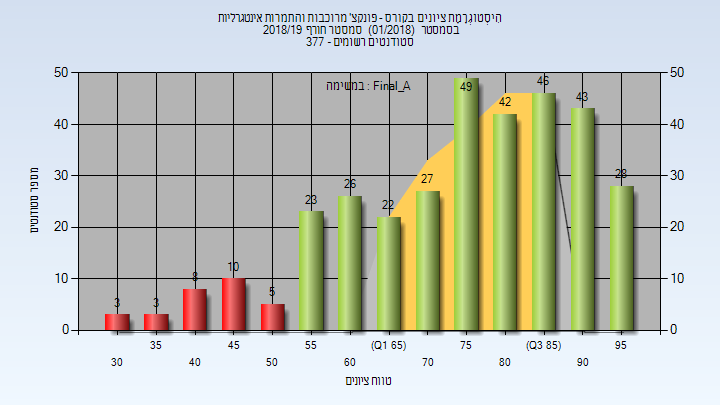 היסטוגרמת ציונים בקורס - פונקצ' מרוכבות והתמרות אינטגרליות
בסמסטר (01/2018) סמסטר חורף 2018/19
סטודנטים רשומים - 377
במשימה : Final_A
מספר סטודנטים
50 40 30 20 10 0
3 3 8 10 5 23 26 22 27 49 42 46 43 28
50 40 30 20 10 0
35 45 55 (Q1 65) 75 (Q3 85) 95
30 40 50 60 70 80 90
טווח ציונים